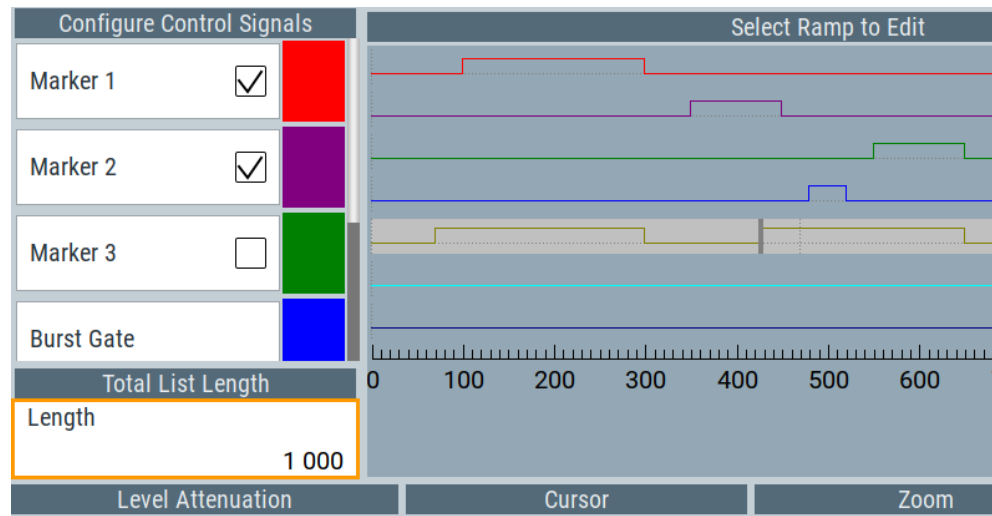 Configure Control Signals
Select Ramp to Edit
Marker 1
Marker 2
Marker 3
Burst Gate
0 100 200 300 400 500 600
Total List Length
Length
1 000
Level Attenuation
Cursor
Zoom